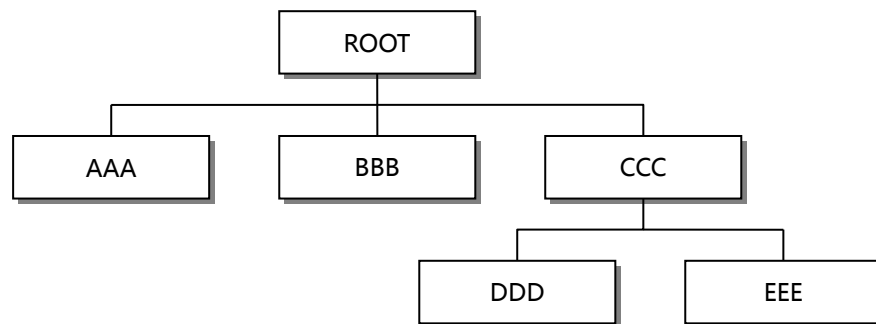 ROOT
AAA
BBB
CCC
DDD
EEE